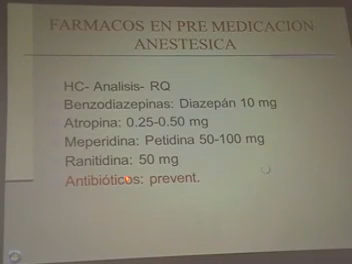 FARMACOS EN PRE MEDICACION
ANESTESICA
HC- Analisis- RQ
Benzodiazepinas: Diazepán 10 mg
Atropina: 0.25-0.50 mg
Meperidina: Petidina 50-100 mg
Ranitidina: 50 mg
Antibióticos: prevent.